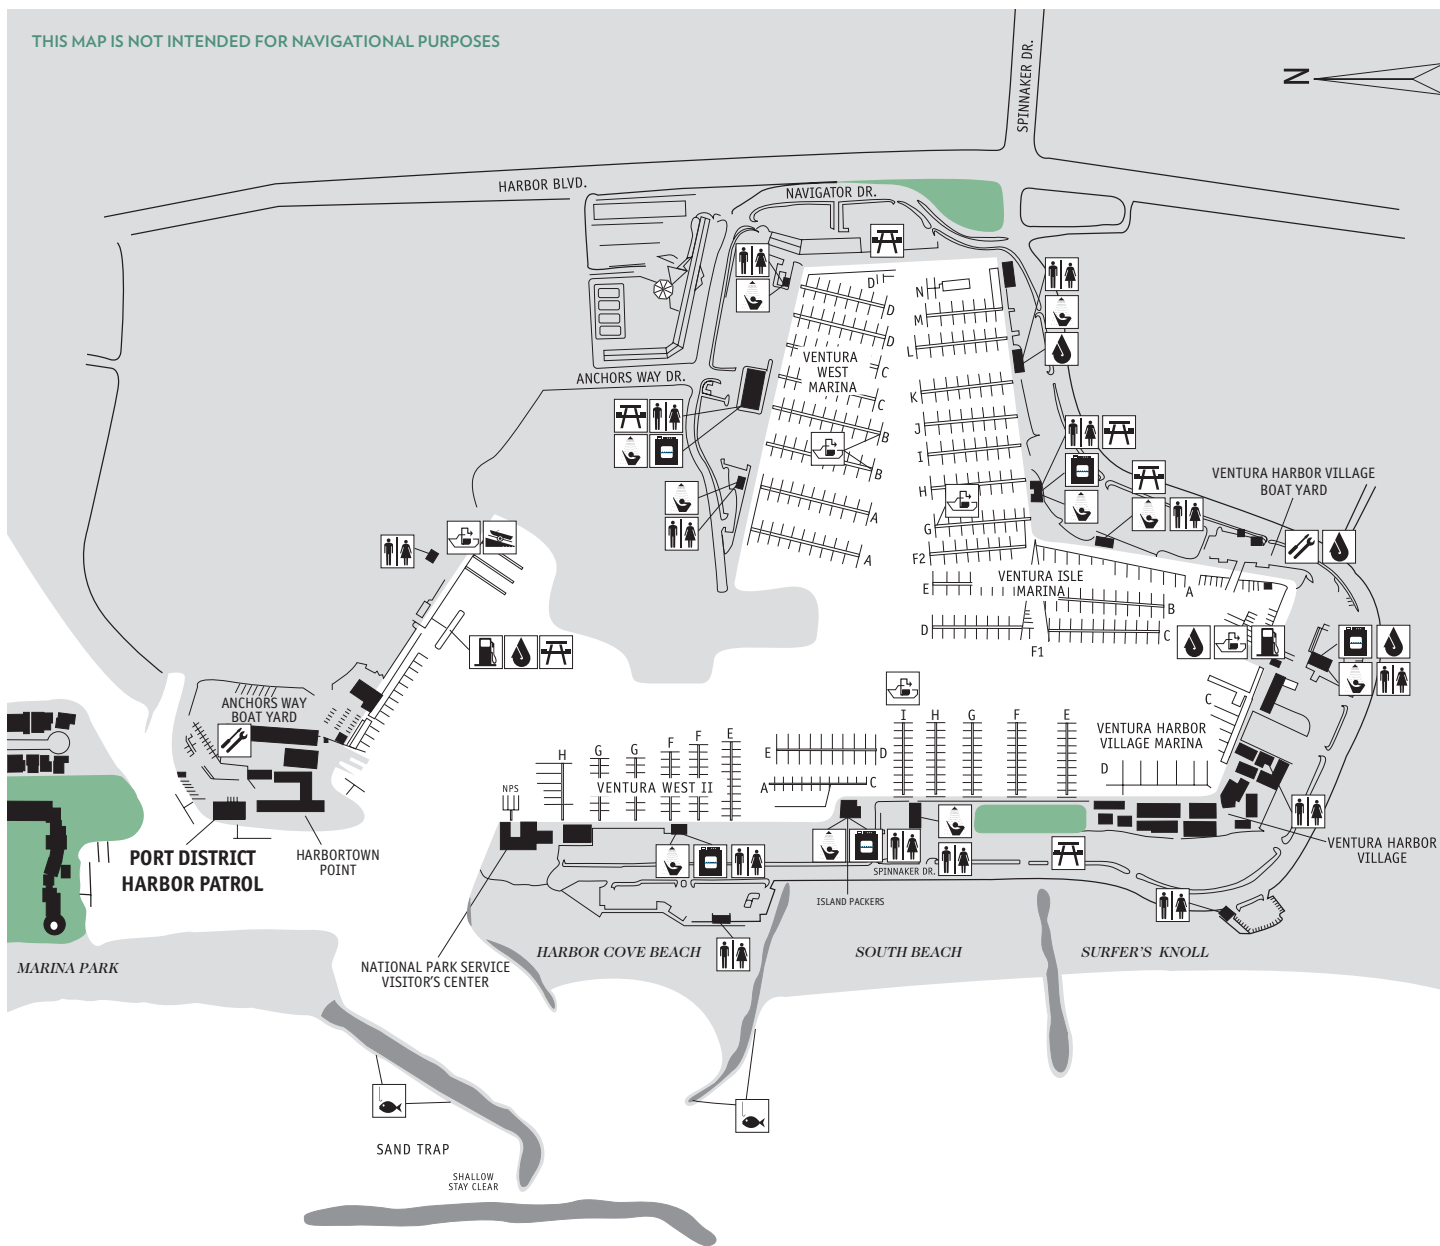 THIS MAP IS NOT INTENDED FOR NAVIGATIONAL PURPOSES
SPINNAKER DR.
N
HARBOR BLVD.
NAVIGATOR DR.
D
N
D
M
D
L
VENTURA
WEST
MARINA
C
C
K
ANCHORS WAY DR.
B
J
I
B
H
A
G
A
F2
VENTURA HARBOR VILLAGE
BOAT YARD
VENTURA ISLE
MARINA
E
A
B
D
C
F1
ANCHORS WAY
BOAT YARD
C
I
H
G
F
E
VENTURA HARBOR
VILLAGE MARINA
D
H
G
G
F
F
E
E
D
A
C
VENTURA WEST II
NPS
PORT DISTRICT
HARBOR PATROL
HARBORTOWN
POINT
VENTURA HARBOR
VILLAGE
SPINNAKER DR.
ISLAND PACKERS
MARINA PARK
NATIONAL PARK SERVICE
VISITOR'S CENTER
HARBOR COVE BEACH
SOUTH BEACH
SURFER'S KNOLL
SAND TRAP
SHALLOW
STAY CLEAR